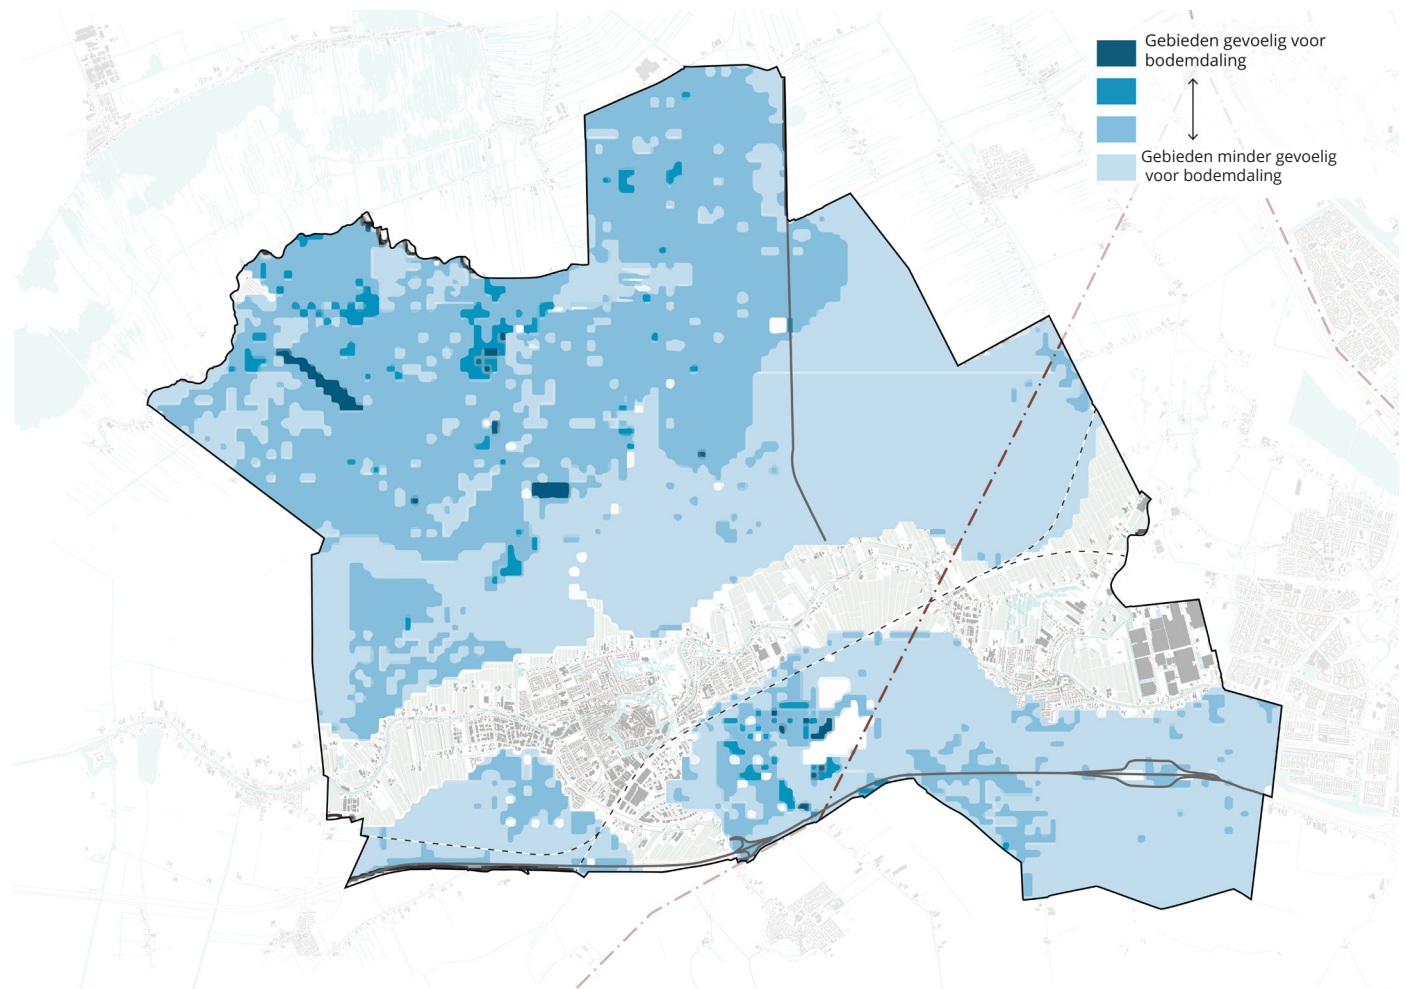 Gebieden gevoelig voor
bodemdaling
Gebieden minder gevoelig
voor bodemdaling